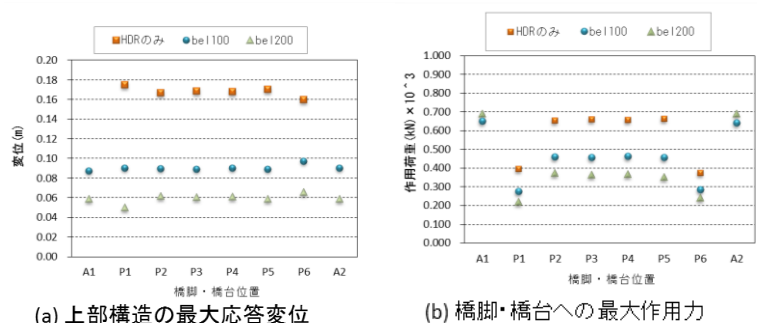 HDRのみ bel100 bel200
0.20
0.18
0.16
0.14
0.12
0.10
0.08
0.06
0.04
0.02
0.00
変位(m)
A1 P1 P2 P3 P4 P5 P6 A2
橋脚・橋台位置
(a) 上部構造の最大応答変位
HDRのみ bel100 bel200
1.000
0.900
0.800
0.700
0.600
0.500
0.400
0.300
0.200
0.100
0.000
作用荷重(kN)×10^3
A1 P1 P2 P3 P4 P5 P6 A2
橋脚・橋台位置
(b) 橋脚・橋台への最大作用力